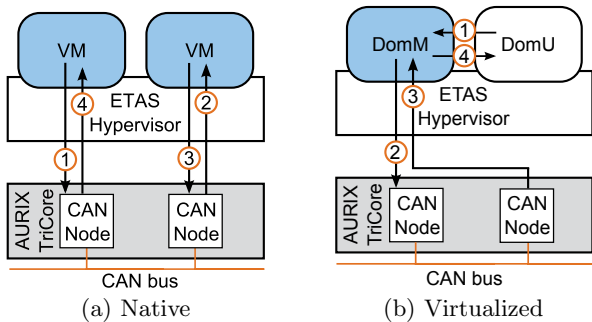 VM
VM
4
2
ETAS
Hypervisor
1
3
AURIX
TriCore
CAN
Node
CAN
Node
CAN bus
(a) Native
DomM
1
4
DomU
3
ETAS
Hypervisor
2
AURIX
TriCore
CAN
Node
CAN
Node
CAN bus
(b) Virtualized